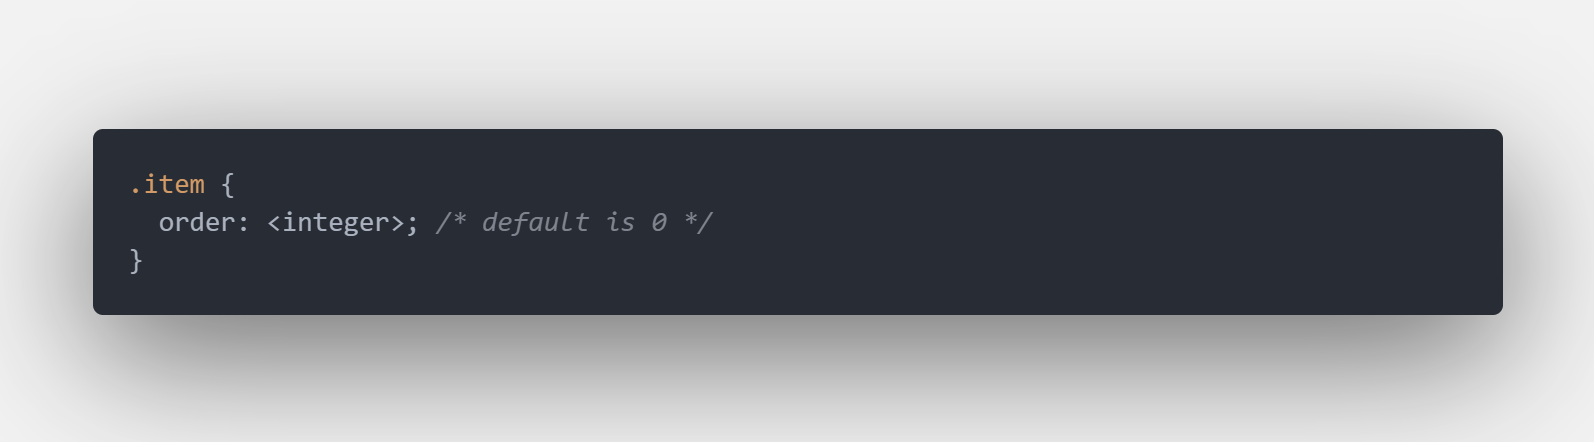 .item {
  order: <integer>; /* default is 0 */
}